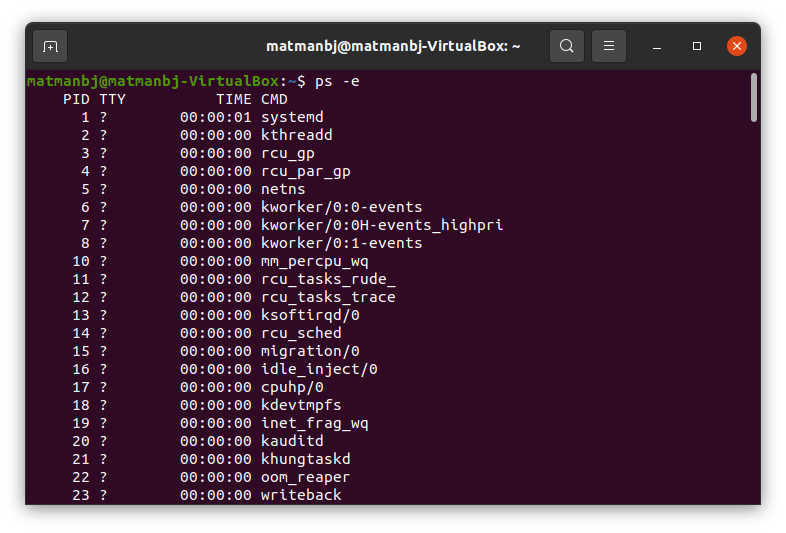 matmanbj@matmanbj-VirtualBox: ~
matmanbj@matmanbj-VirtualBox:~$ ps -e
    PID TTY          TIME CMD
      1 ?        00:00:01 systemd
      2 ?        00:00:00 kthreadd
      3 ?        00:00:00 rcu_gp
      4 ?        00:00:00 rcu_par_gp
      5 ?        00:00:00 netns
      6 ?        00:00:00 kworker/0:0-events
      7 ?        00:00:00 kworker/0:0H-events_highpri
      8 ?        00:00:00 kworker/0:1-events
     10 ?        00:00:00 mm_percpu_wq
     11 ?        00:00:00 rcu_tasks_rude_
     12 ?        00:00:00 rcu_tasks_trace
     13 ?        00:00:00 ksoftirqd/0
     14 ?        00:00:00 rcu_sched
     15 ?        00:00:00 migration/0
     16 ?        00:00:00 idle_inject/0
     17 ?        00:00:00 cpuhp/0
     18 ?        00:00:00 kdevtmpfs
     19 ?        00:00:00 inet_frag_wq
     20 ?        00:00:00 kauditd
     21 ?        00:00:00 khungtaskd
     22 ?        00:00:00 oom_reaper
     23 ?        00:00:00 writeback